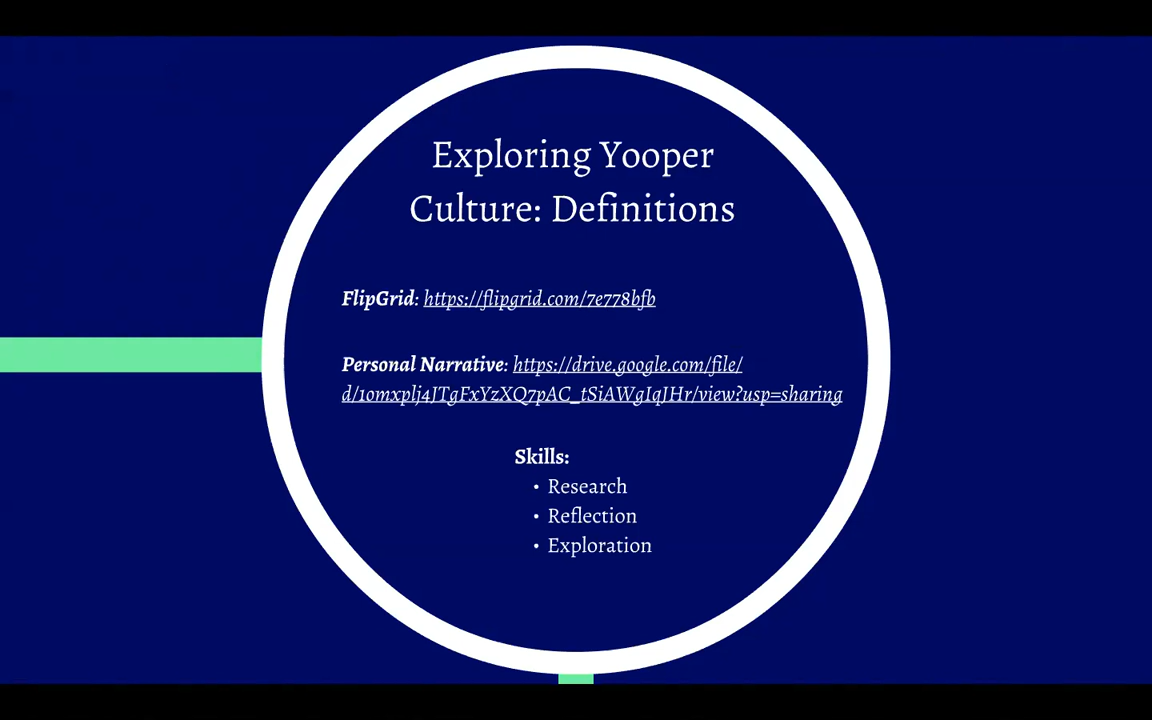 Exploring Yooper
Culture: Definitions
FlipGrid: https://flipgrid.com/7e778bfb
Personal Narrative: https://drive.google.com/file/
d/1omxplj4JTgFxYzXQ7pAC_tSiAWgIqJHr/view?usp=sharing
Skills:
• Research
• Reflection
• Exploration